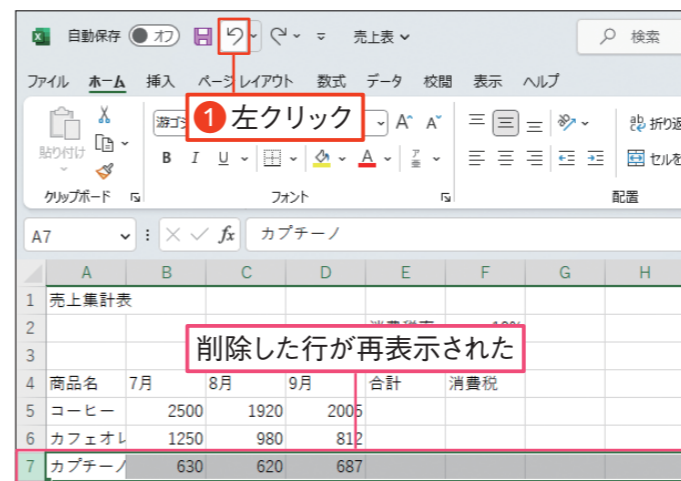 自動保存 オフ 売上表 検索
ファイル ホーム 挿入 ページ レイアウト 数式 データ 校閲 表示 ヘルプ
1 左クリック
貼り付け 游ゴシ A A ab 折り返
B I U A ア亜 セルを
クリップボード フォント 配置
A7 fx カプチーノ
A B C D E F G H
1 売上集計表
2
削除した行が再表示された
3
4 商品名 7月 8月 9月 合計 消費税
5 コーヒー 2500 1920 2005
6 カフェオレ 1250 980 812
7 カプチーノ 630 620 687